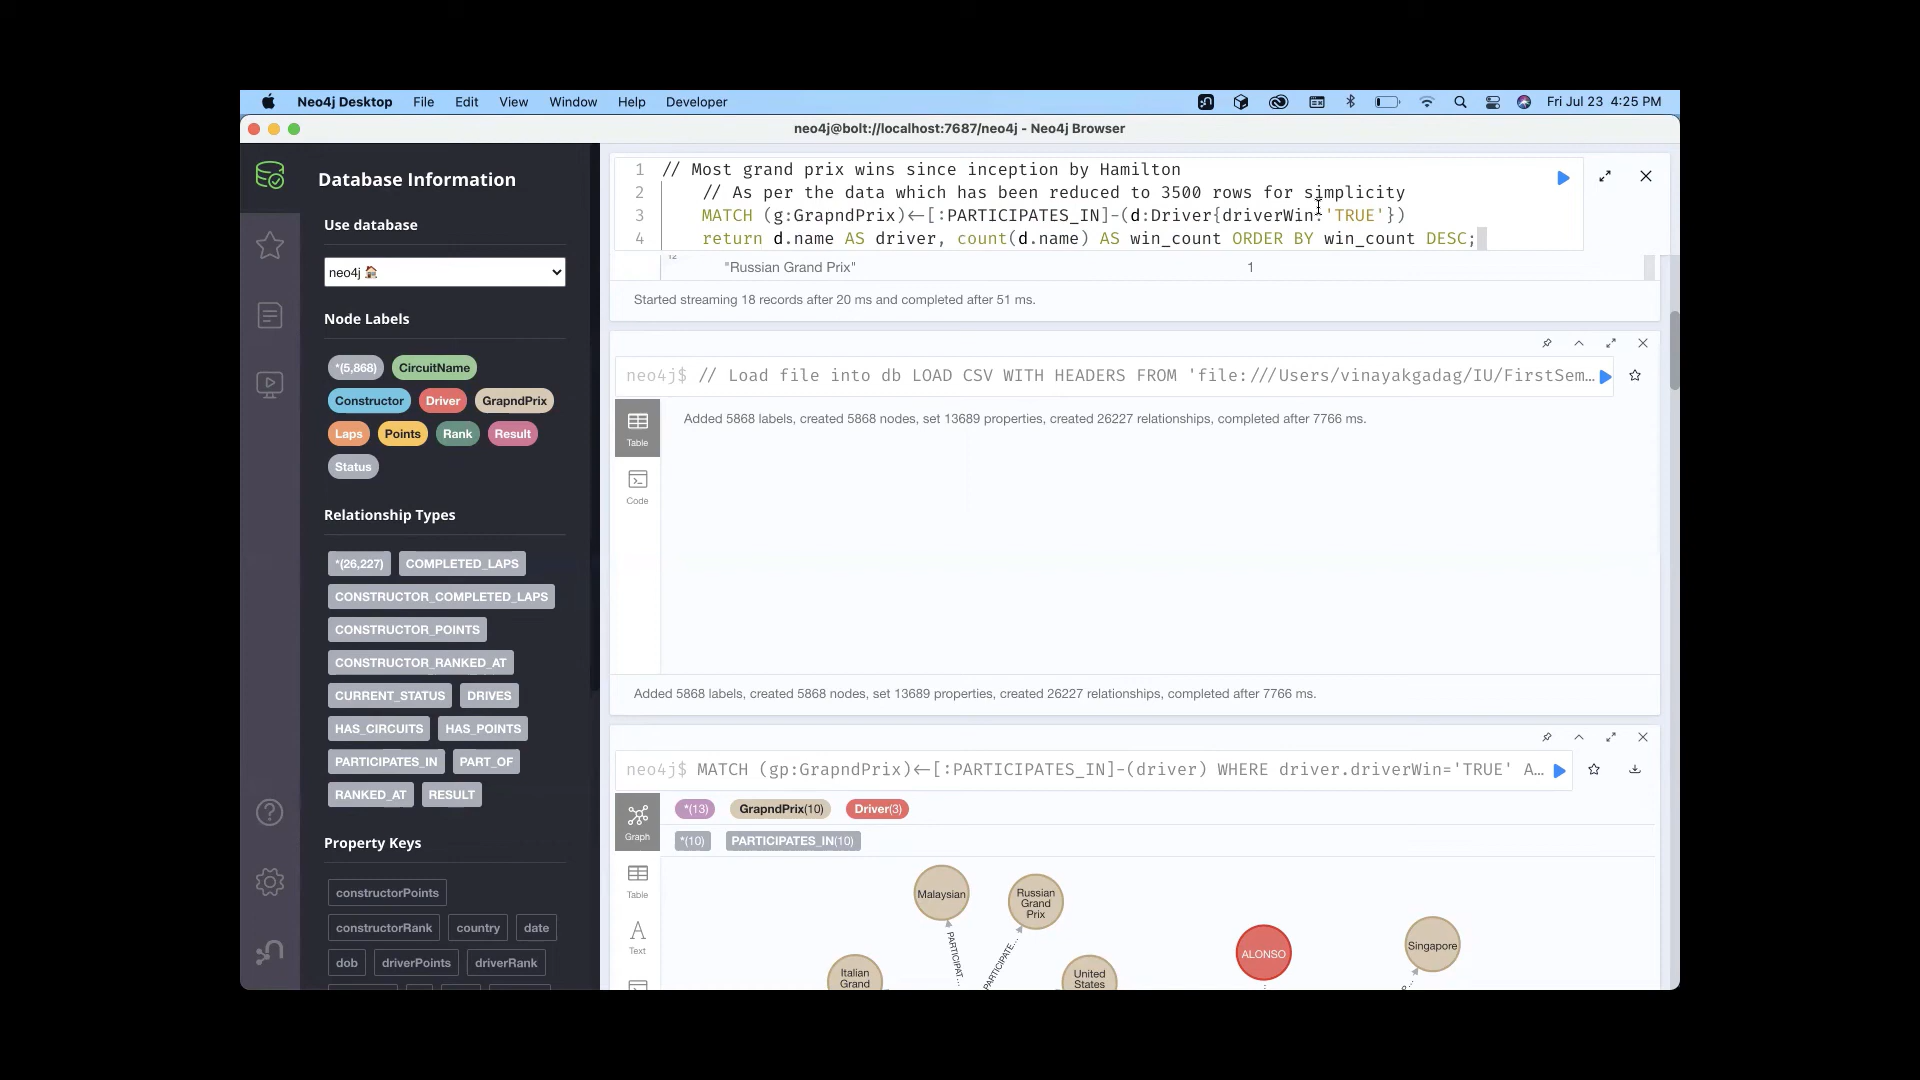 Neo4j Desktop File Edit View Window Help Developer Fri Jul 23 4:25 PM
neo4j@bolt://localhost:7687/neo4j - Neo4j Browser
Database Information
Use database
neo4j
Node Labels
*(5,868) CircuitName
Constructor Driver GrapndPrix
Laps Points Rank Result
Status
Relationship Types
*(26,227) COMPLETED_LAPS
CONSTRUCTOR_COMPLETED_LAPS
CONSTRUCTOR_POINTS
CONSTRUCTOR_RANKED_AT
CURRENT_STATUS DRIVES
HAS_CIRCUITS HAS_POINTS
PARTICIPATES_IN PART_OF
RANKED_AT RESULT
Property Keys
constructorPoints
constructorRank country date
dob driverPoints driverRank
1 // Most grand prix wins since inception by Hamilton
2 // As per the data which has been reduced to 3500 rows for simplicity
3 MATCH (g:GrapndPrix)<-[:PARTICIPATES_IN]-(d:Driver{driverWin:'TRUE'})
4 return d.name AS driver, count(d.name) AS win_count ORDER BY win_count DESC;
12
"Russian Grand Prix" 1
Started streaming 18 records after 20 ms and completed after 51 ms.
neo4j$ // Load file into db LOAD CSV WITH HEADERS FROM 'file:///Users/vinayakgadag/IU/FirstSem...
Table
Code
Added 5868 labels, created 5868 nodes, set 13689 properties, created 26227 relationships, completed after 7766 ms.
Added 5868 labels, created 5868 nodes, set 13689 properties, created 26227 relationships, completed after 7766 ms.
neo4j$ MATCH (gp:GrapndPrix)<-[:PARTICIPATES_IN]-(driver) WHERE driver.driverWin='TRUE' A...
Graph
Table
Text
*(13) GrapndPrix(10) Driver(3)
*(10) PARTICIPATES_IN(10)
Malaysian
Russian
Grand
Prix
PARTICIPAT...
PARTICIPATE...
Italian
Grand
United
States
ALONSO
Singapore